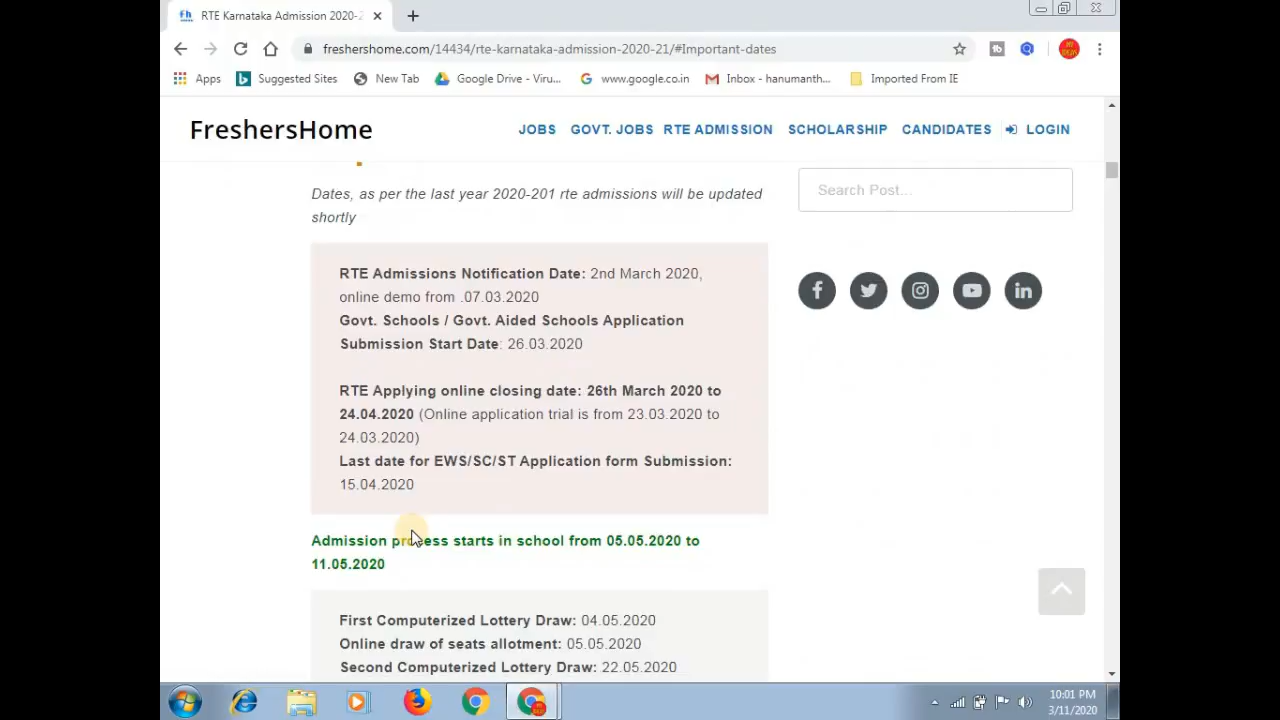 RTE Karnataka Admission 2020-2
freshershome.com/14434/rte-karnataka-admission-2020-21/#Important-dates
Apps
Suggested Sites
New Tab
Google Drive - Viru...
www.google.co.in
Inbox - hanumanth...
Imported From IE
FreshersHome
JOBS
GOVT. JOBS
RTE ADMISSION
SCHOLARSHIP
CANDIDATES
LOGIN
Dates, as per the last year 2020-201 rte admissions will be updated
shortly
Search Post...
RTE Admissions Notification Date: 2nd March 2020,
online demo from .07.03.2020
Govt. Schools / Govt. Aided Schools Application
Submission Start Date: 26.03.2020
RTE Applying online closing date: 26th March 2020 to
24.04.2020 (Online application trial is from 23.03.2020 to
24.03.2020)
Last date for EWS/SC/ST Application form Submission:
15.04.2020
Admission process starts in school from 05.05.2020 to
11.05.2020
First Computerized Lottery Draw: 04.05.2020
Online draw of seats allotment: 05.05.2020
Second Computerized Lottery Draw: 22.05.2020
10:01 PM
3/11/2020